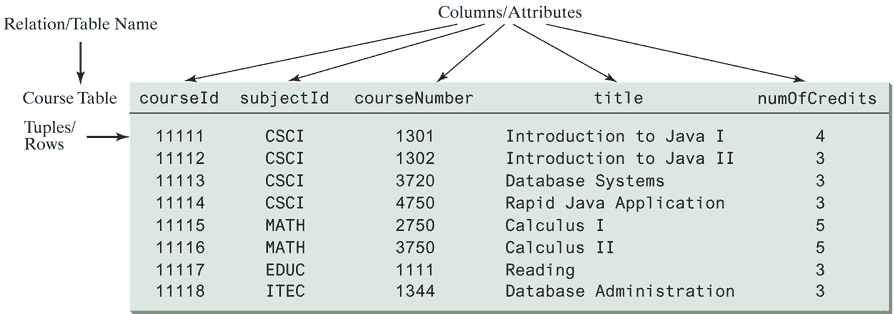 Columns/Attributes
Relation/Table Name
Course Table courseId subjectId courseNumber title numOfCredits
Tuples/
Rows
11111 CSCI 1301 Introduction to Java I 4
11112 CSCI 1302 Introduction to Java II 3
11113 CSCI 3720 Database Systems 3
11114 CSCI 4750 Rapid Java Application 3
11115 MATH 2750 Calculus I 5
11116 MATH 3750 Calculus II 5
11117 EDUC 1111 Reading 3
11118 ITEC 1344 Database Administration 3